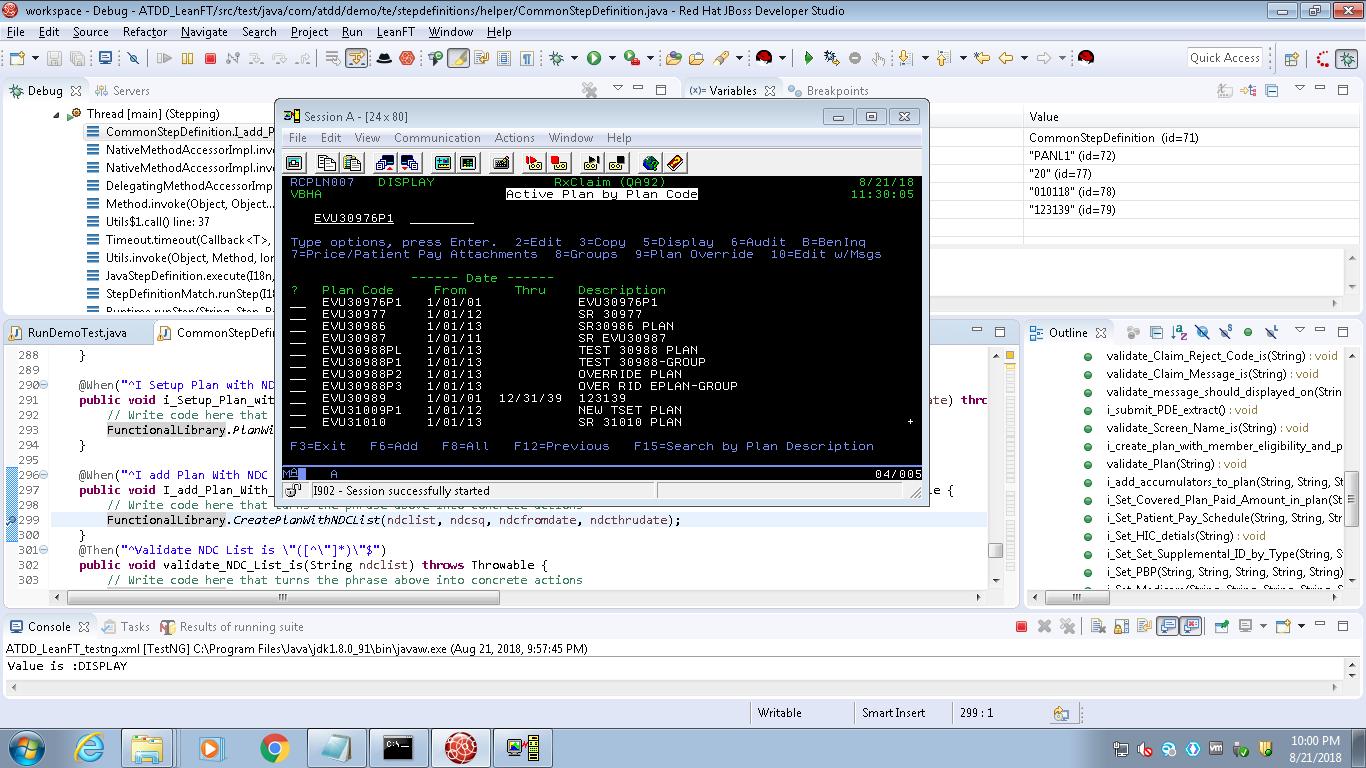 workspace - Debug - ATDD_LeanFT/src/test/java/com/atdd/demo/te/stepdefinitions/helper/CommonStepDefinition.java - Red Hat JBoss Developer Studio
File Edit Source Refactor Navigate Search Project Run LeanFT Window Help
Quick Access
Debug Servers
Thread [main] (Stepping)
CommonStepDefinition.I_add_P
NativeMethodAccessorImpl.inve
NativeMethodAccessorImpl.inve
DelegatingMethodAccessorImp
Method.invoke(Object, Object...
Utils$1.call() line: 37
Timeout.timeout(Callback<T>,
Utils.invoke(Object, Method, lor
JavaStepDefinition.execute(I18n,
StepDefinitionMatch.runStep(I1
Runtime.runStep(String, Step, R
(x)= Variables Breakpoints
Value
CommonStepDefinition (id=71)
"PANL1" (id=72)
"20" (id=77)
"010118" (id=78)
"123139" (id=79)
Session A - [24 x 80]
File Edit View Communication Actions Window Help
RCPLN007 DISPLAY RxClaim (QA92) 8/21/18
VBHA Active Plan by Plan Code 11:30:05
EVU30976P1
Type options, press Enter. 2=Edit 3=Copy 5=Display 6=Audit B=BenInq
7=Price/Patient Pay Attachments 8=Groups 9=Plan Override 10=Edit w/Msgs
------ Date ------
? Plan Code From Thru Description
EVU30976P1 1/01/01 EVU30976P1
EVU30977 1/01/12 SR 30977
EVU30986 1/01/13 SR30986 PLAN
EVU30987 1/01/11 SR EVU30987
EVU30988PL 1/01/13 TEST 30988 PLAN
EVU30988P1 1/01/13 TEST 30988-GROUP
EVU30988P2 1/01/13 OVERRIDE PLAN
EVU30988P3 1/01/13 OVER RID EPLAN-GROUP
EVU30989 1/01/01 12/31/39 123139
EVU31009P1 1/01/12 NEW TSET PLAN
EVU31010 1/01/13 SR 31010 PLAN +
F3=Exit F6=Add F8=All F12=Previous F15=Search by Plan Description
MA A 04/005
I902 - Session successfully started
RunDemoTest.java CommonStepDefin
288 }
289
290 @When("^I Setup Plan with ND
291 public void i_Setup_Plan_wit ate) thro
292 // Write code here that
293 FunctionalLibrary.PlanWi
294 }
295
296 @When("^I add Plan With NDC
297 public void I_add_Plan_With_ le {
298 // Write code here that turns the phrase above into concrete actions
299 FunctionalLibrary.CreatePlanWithNDCList(ndclist, ndcsq, ndcfromdate, ndcthrudate);
300 }
301 @Then("^Validate NDC List is \"([^\"]*)\"$")
302 public void validate_NDC_List_is(String ndclist) throws Throwable {
303 // Write code here that turns the phrase above into concrete actions
Outline
validate_Claim_Reject_Code_is(String) : void
validate_Claim_Message_is(String) : void
validate_message_should_displayed_on(String)
i_submit_PDE_extract() : void
validate_Screen_Name_is(String) : void
i_create_plan_with_member_eligibility_and_p
validate_Plan(String) : void
i_add_accumulators_to_plan(String, String, St
i_Set_Covered_Plan_Paid_Amount_in_plan(St
i_Set_Patient_Pay_Schedule(String, String, Str
i_Set_HIC_detials(String) : void
i_Set_Set_Supplemental_ID_by_Type(String, S
i_Set_PBP(String, String, String, String, String)
Console Tasks Results of running suite
ATDD_LeanFT_testng.xml [TestNG] C:\Program Files\Java\jdk1.8.0_91\bin\javaw.exe (Aug 21, 2018, 9:57:45 PM)
Value is :DISPLAY
Writable Smart Insert 299 : 1
10:00 PM
8/21/2018